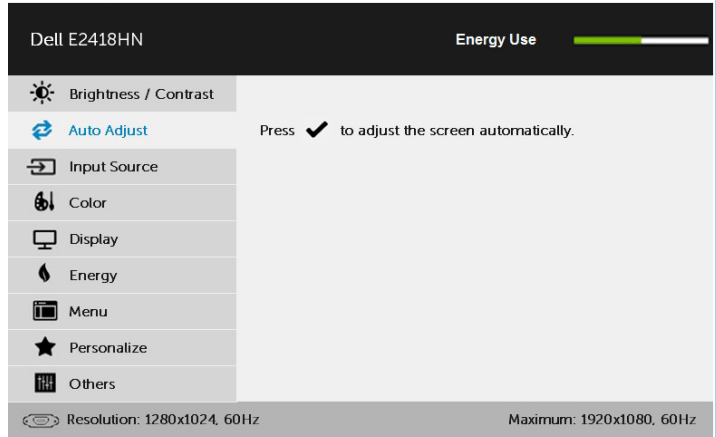 Dell E2418HN
Energy Use
Brightness / Contrast
Auto Adjust
Press to adjust the screen automatically.
Input Source
Color
Display
Energy
Menu
Personalize
Others
Resolution: 1280x1024, 60Hz
Maximum: 1920x1080, 60Hz